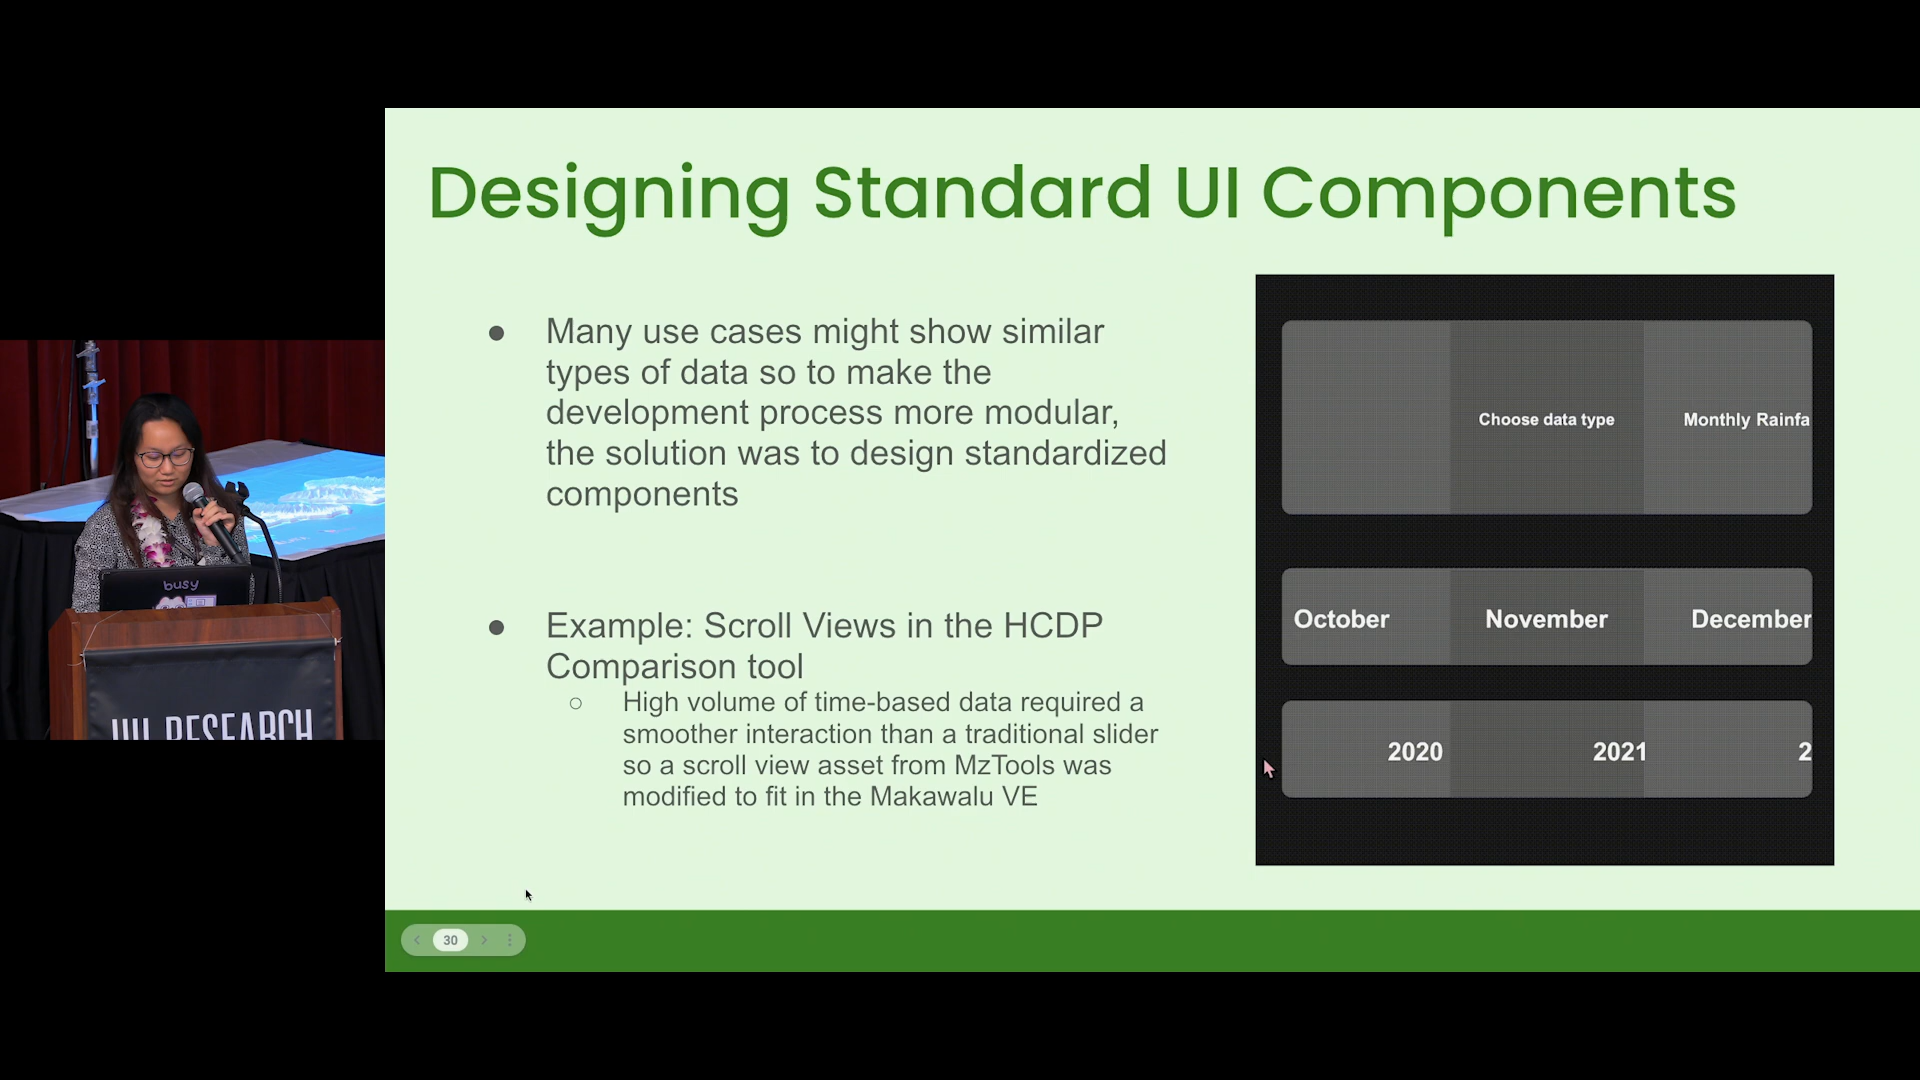 Designing Standard UI Components
● Many use cases might show similar
types of data so to make the
development process more modular,
the solution was to design standardized
components
● Example: Scroll Views in the HCDP
Comparison tool
○ High volume of time-based data required a
smoother interaction than a traditional slider
so a scroll view asset from MzTools was
modified to fit in the Makawalu VE
Choose data type
Monthly Rainfa
October
November
December
2020
2021
2
30
busy
UH RESEARCH